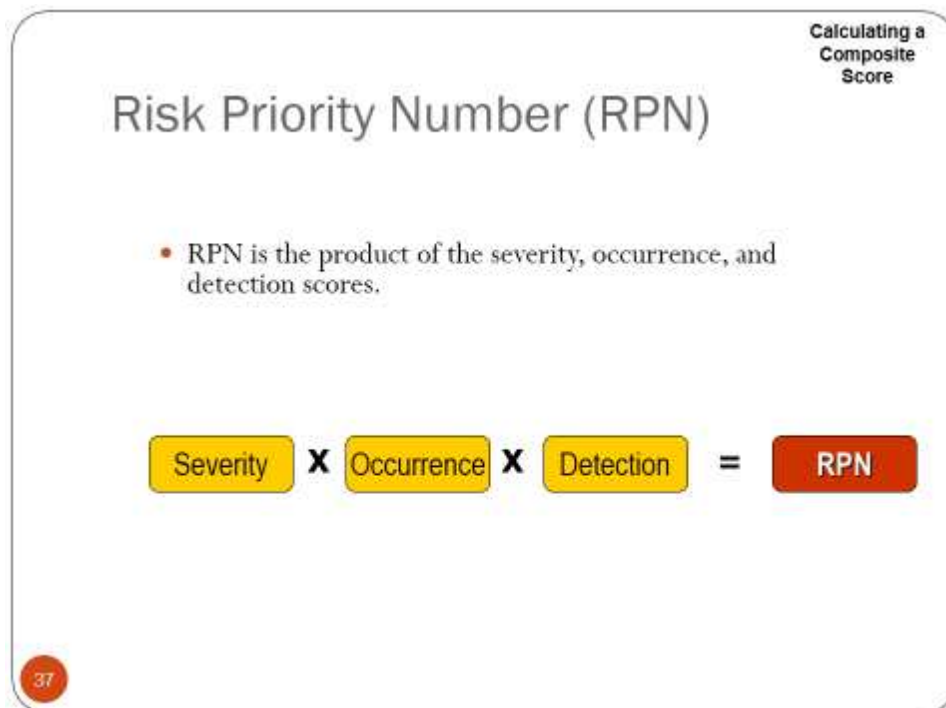 Calculating a
Composite
Score
Risk Priority Number (RPN)
• RPN is the product of the severity, occurrence, and
detection scores.
Severity X Occurrence X Detection = RPN
37